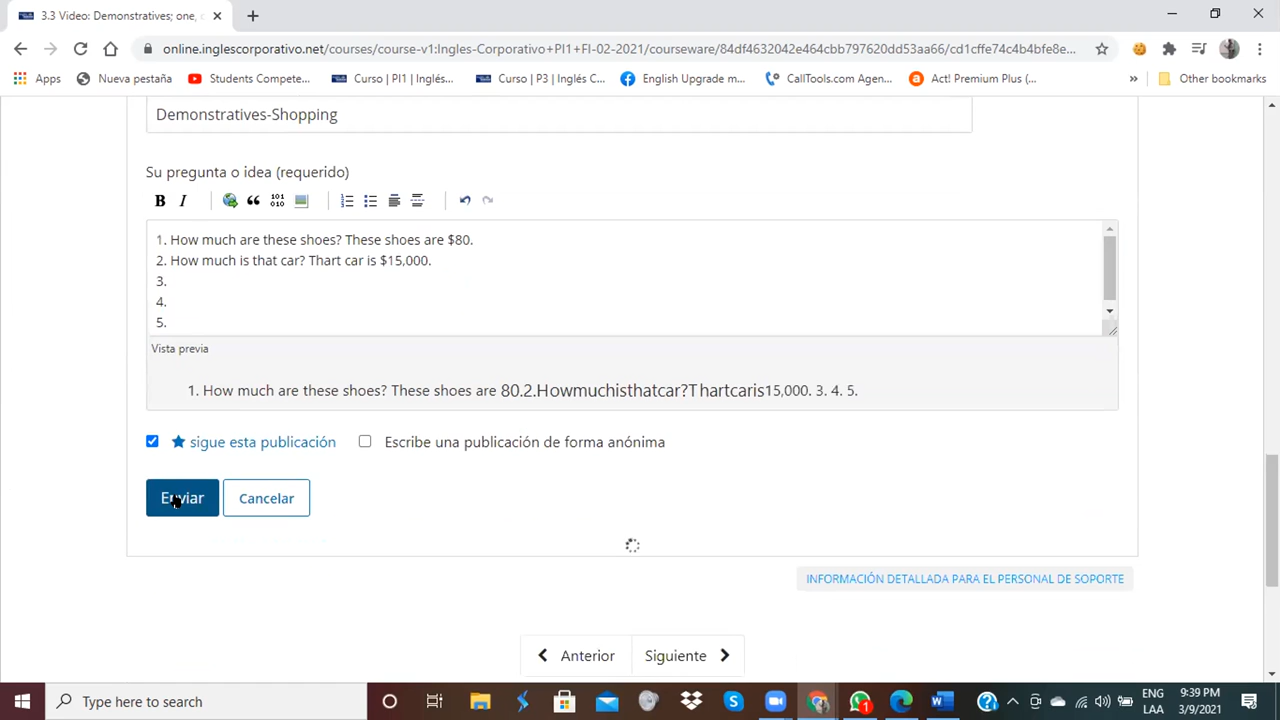 3.3 Video: Demonstratives; one,
online.inglescorporativo.net/courses/course-v1:Ingles-Corporativo+PI1+FI-02-2021/courseware/84df4632042e464cbb797620dd53aa66/cd1cffe74c4b4bfe8e...
Apps Nueva pestaña Students Compete... Curso | PI1 | Inglés... Curso | P3 | Inglés C... English Upgrade m... CallTools.com Agen... Act! Premium Plus (... » Other bookmarks
Demonstratives-Shopping
Su pregunta o idea (requerido)
B I 101 010
1. How much are these shoes? These shoes are $80.
2. How much is that car? Thart car is $15,000.
3.
4.
5.
Vista previa
1. How much are these shoes? These shoes are 80.2.Howmuchisthatcar?Thartcaris15,000. 3. 4. 5.
sigue esta publicación Escribe una publicación de forma anónima
Enviar Cancelar
INFORMACIÓN DETALLADA PARA EL PERSONAL DE SOPORTE
Anterior Siguiente
Type here to search
ENG 9:39 PM
LAA 3/9/2021